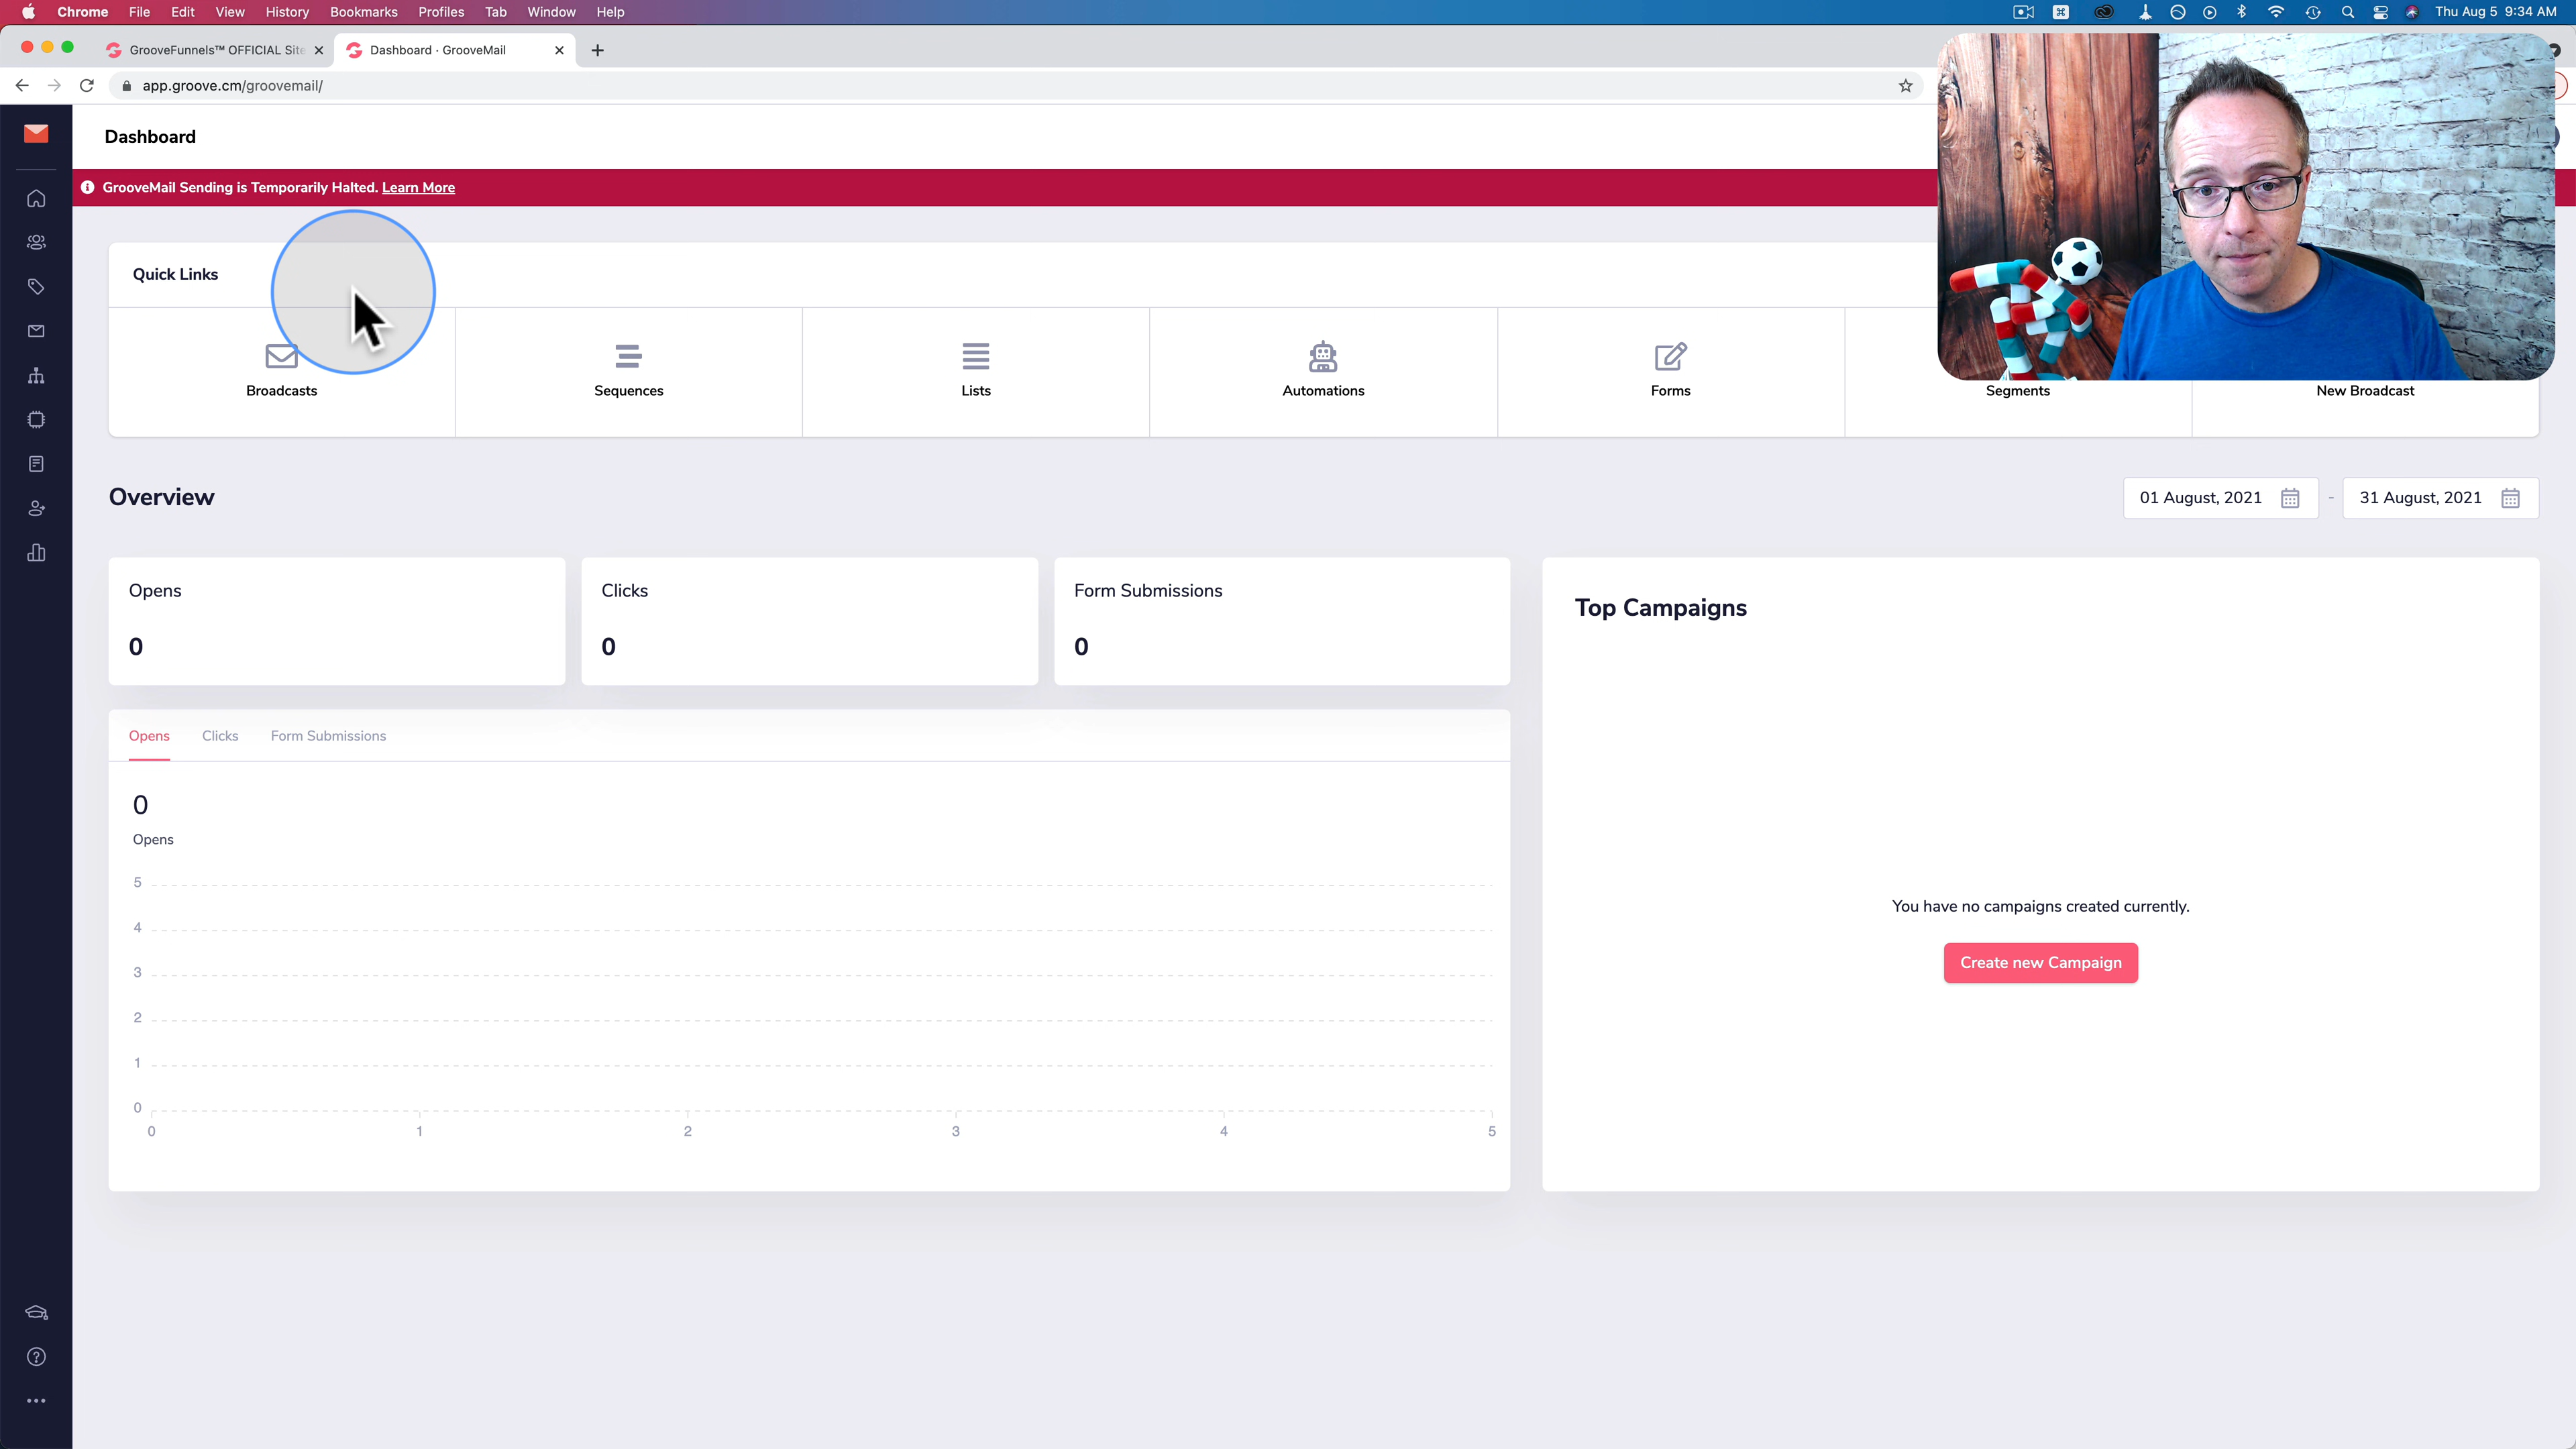 Chrome File Edit View History Bookmarks Profiles Tab Window Help Thu Aug 5 9:34 AM
GrooveFunnels™ OFFICIAL Site Dashboard · GrooveMail
app.groove.cm/groovemail/
Dashboard
GrooveMail Sending is Temporarily Halted. Learn More
Quick Links
Broadcasts Sequences Lists Automations Forms Segments New Broadcast
Overview 01 August, 2021 - 31 August, 2021
Opens Clicks Form Submissions
0 0 0
Top Campaigns
Opens Clicks Form Submissions
0
Opens
5
4
3
2
1
0
0 1 2 3 4 5
You have no campaigns created currently.
Create new Campaign